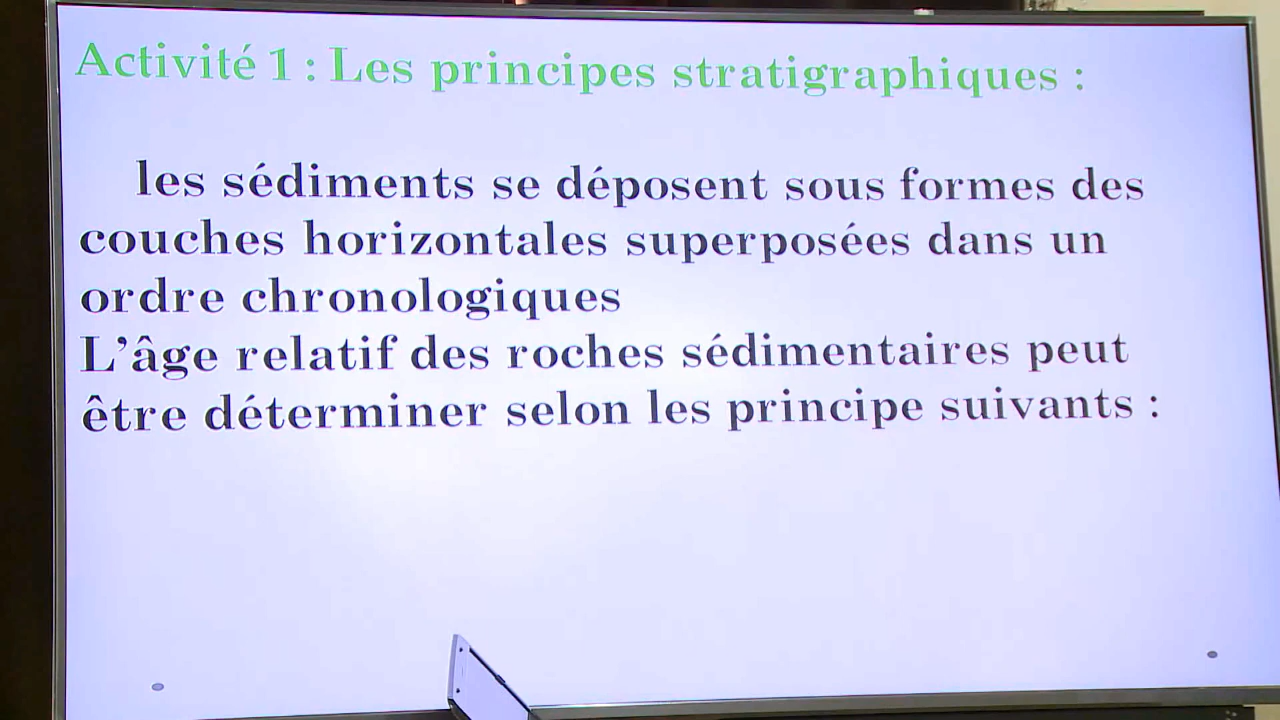 Activité 1 : Les principes stratigraphiques :
les sédiments se déposent sous formes des
couches horizontales superposées dans un
ordre chronologiques
L'âge relatif des roches sédimentaires peut
être déterminer selon les principe suivants :